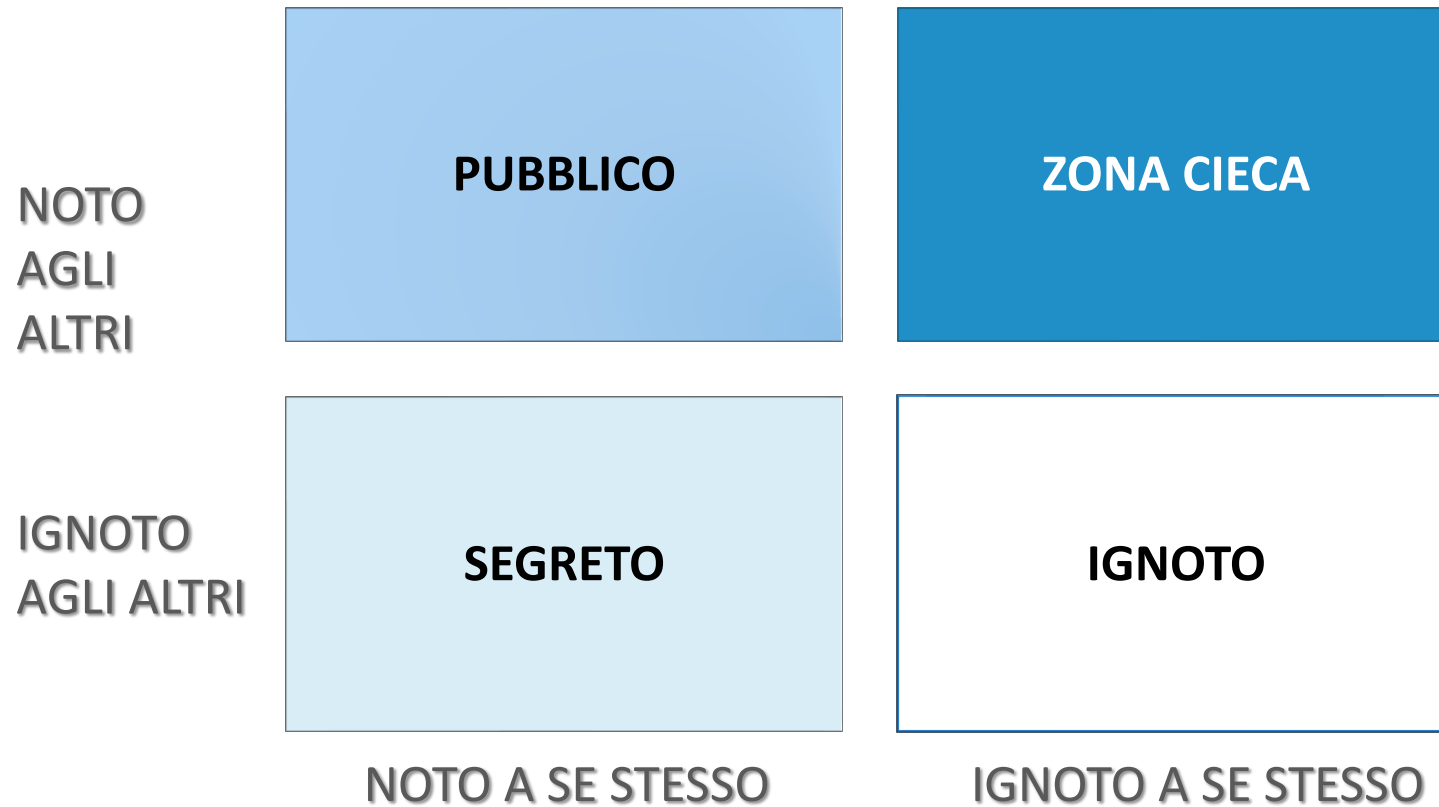 PUBBLICO
ZONA CIECA
NOTO
AGLI
ALTRI
SEGRETO
IGNOTO
IGNOTO
AGLI ALTRI
NOTO A SE STESSO
IGNOTO A SE STESSO